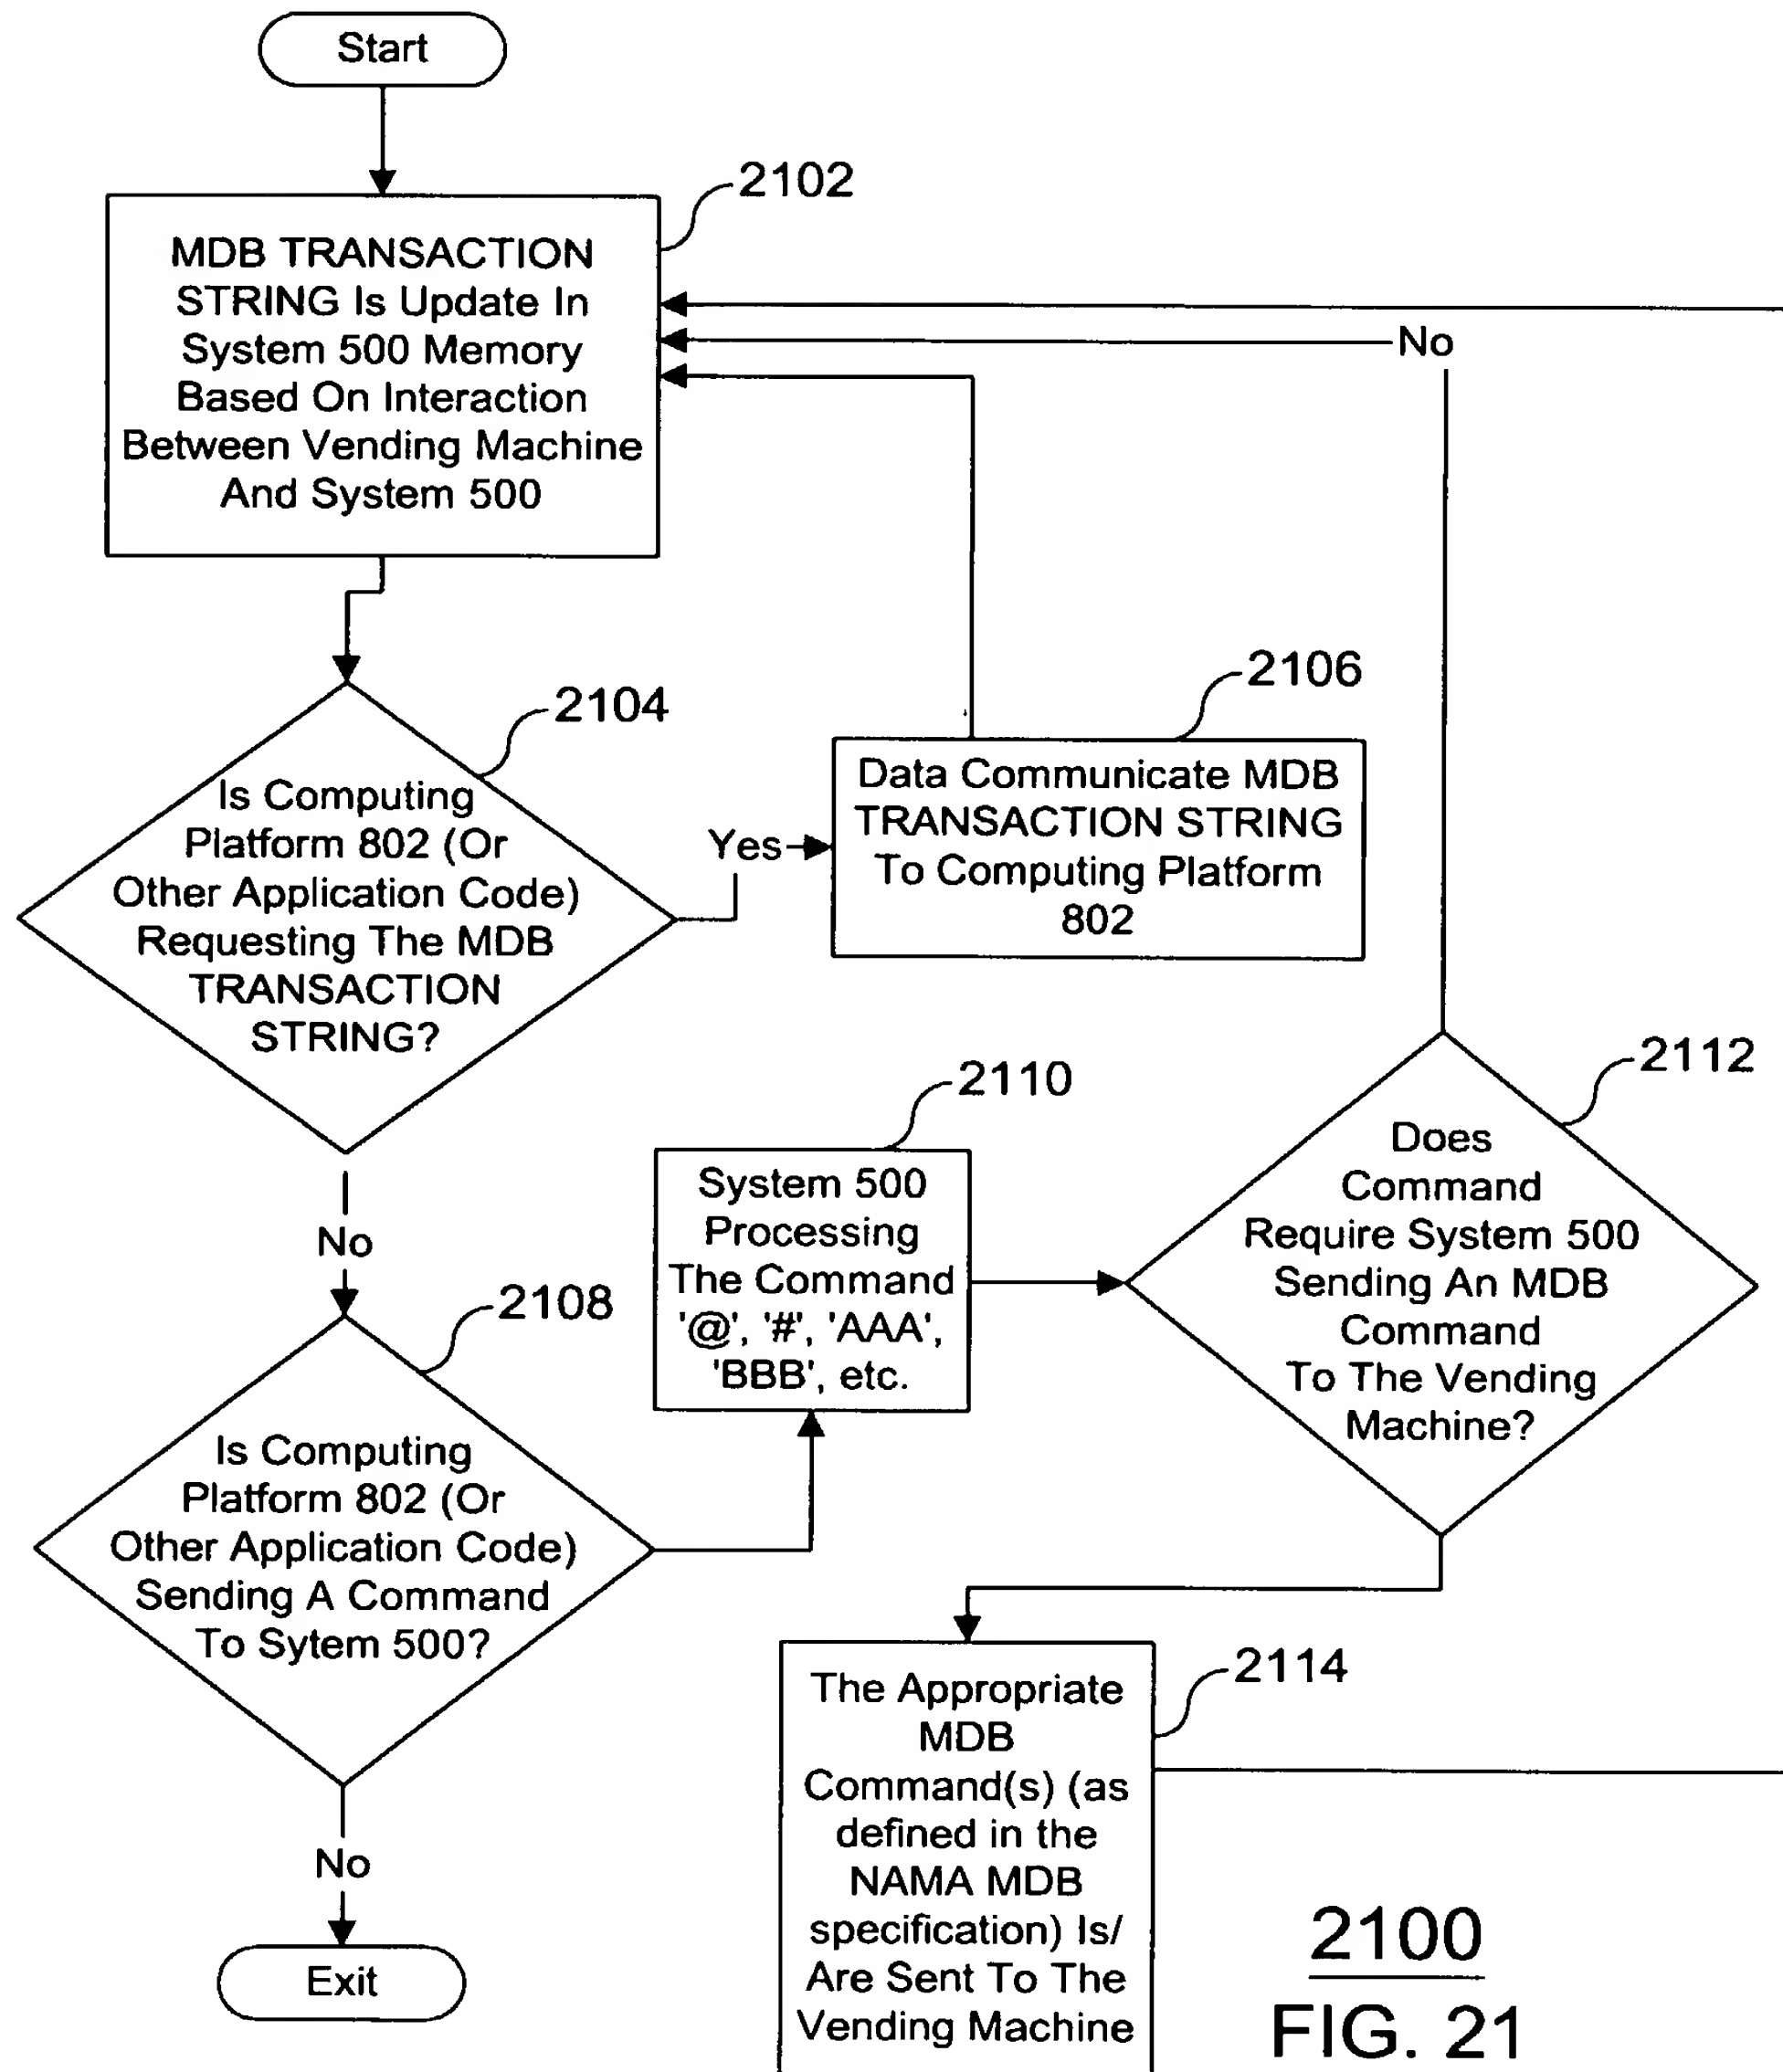 Start
2102
MDB TRANSACTION
STRING Is Update In
System 500 Memory
Based On Interaction
Between Vending Machine
And System 500
No
2104
Is Computing
Platform 802 (Or
Other Application Code)
Requesting The MDB
TRANSACTION
STRING?
Yes
2106
Data Communicate MDB
TRANSACTION STRING
To Computing Platform
802
No
2108
Is Computing
Platform 802 (Or
Other Application Code)
Sending A Command
To Sytem 500?
2110
System 500
Processing
The Command
'@', '#', 'AAA',
'BBB', etc.
2112
Does
Command
Require System 500
Sending An MDB
Command
To The Vending
Machine?
2114
The Appropriate
MDB
Command(s) (as
defined in the
NAMA MDB
specification) Is/
Are Sent To The
Vending Machine
No
Exit
2100
FIG. 21